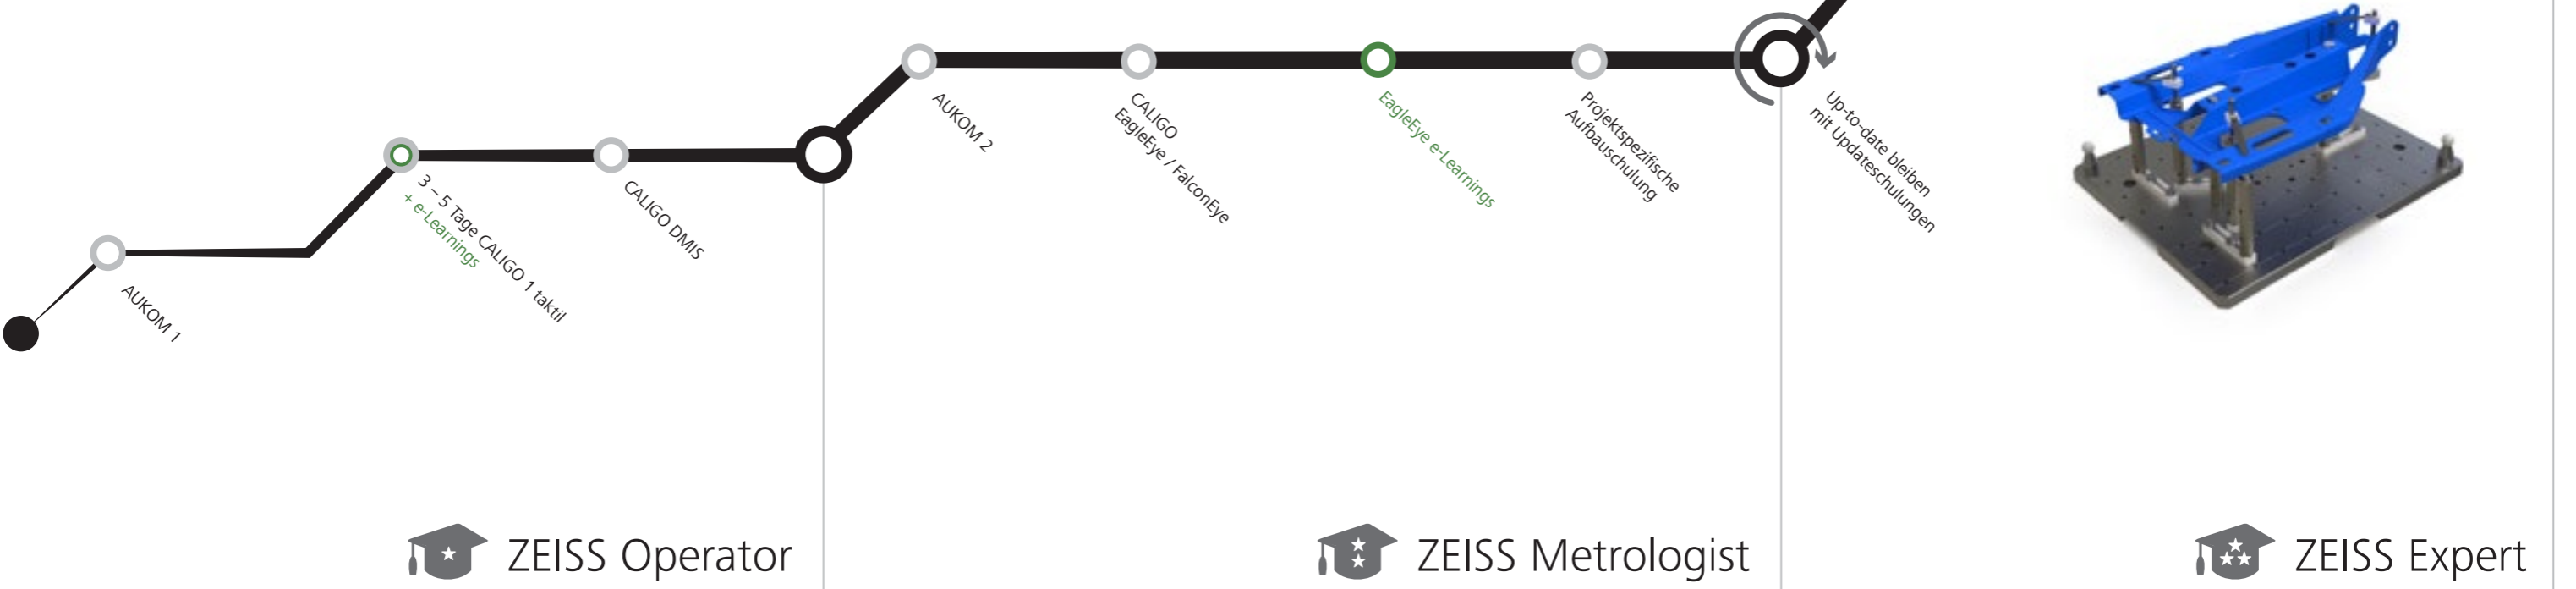 AUKOM 1
3 – 5 Tage CALIGO 1 taktil
+ e-Learnings
CALIGO DMIS
AUKOM 2
CALIGO
EagleEye / FalconEye
EagleEye e-Learnings
Projektspezifische
Aufbauschulung
Up-to-date bleiben
mit Updateschulungen
ZEISS Operator
ZEISS Metrologist
ZEISS Expert